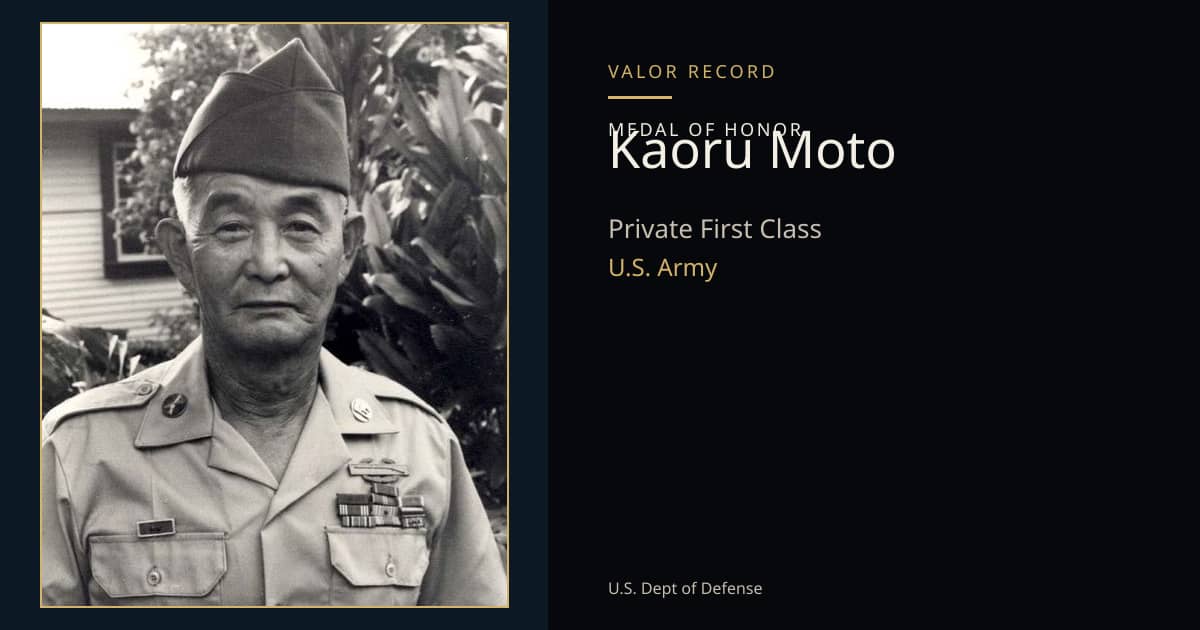 VALOR RECORD
MEDAL OF HONOR
Kaoru Moto
Private First Class
U.S. Army
U.S. Dept of Defense